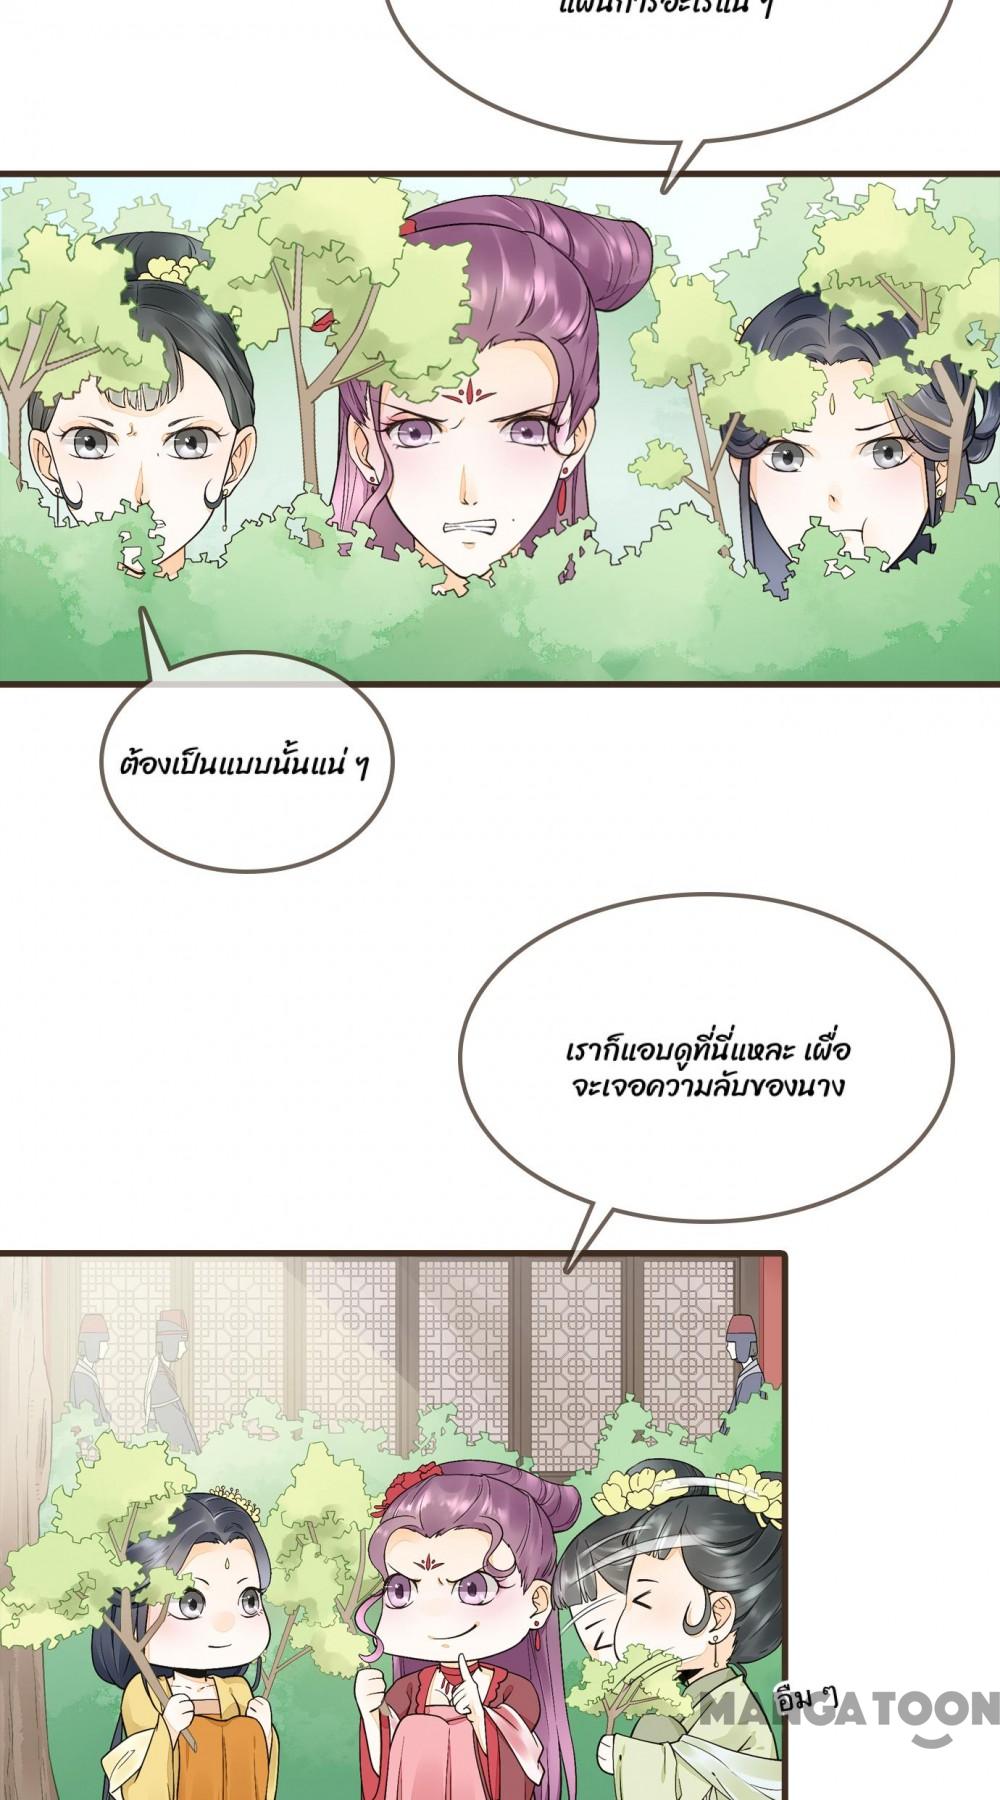 แผนการอะไรแน่ ๆ
ต้องเป็นแบบนั้นแน่ ๆ
เราก็แอบดูที่นี่แหละ เผื่อ
จะเจอความลับของนาง
อืม ๆ
MANGATOON